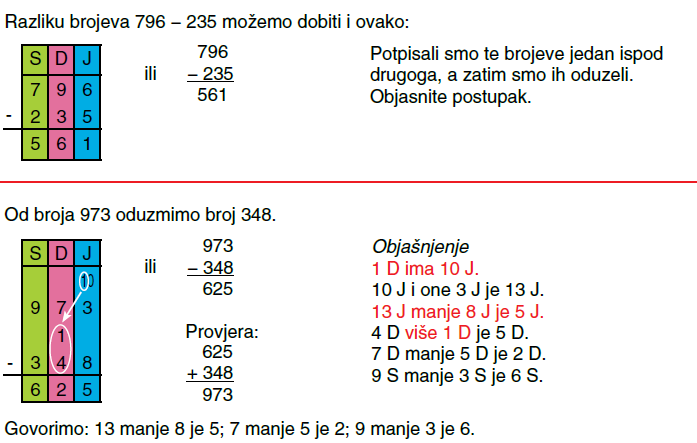 Razliku brojeva 796 – 235 možemo dobiti i ovako:
S D J
7 9 6
- 2 3 5
5 6 1
ili
796
– 235
561
Potpisali smo te brojeve jedan ispod
drugoga, a zatim smo ih oduzeli.
Objasnite postupak.
Od broja 973 oduzmimo broj 348.
S D J
10
9 7 3
1
- 3 4 8
6 2 5
ili
973
– 348
625
Provjera:
625
+ 348
973
Objašnjenje
1 D ima 10 J.
10 J i one 3 J je 13 J.
13 J manje 8 J je 5 J.
4 D više 1 D je 5 D.
7 D manje 5 D je 2 D.
9 S manje 3 S je 6 S.
Govorimo: 13 manje 8 je 5; 7 manje 5 je 2; 9 manje 3 je 6.